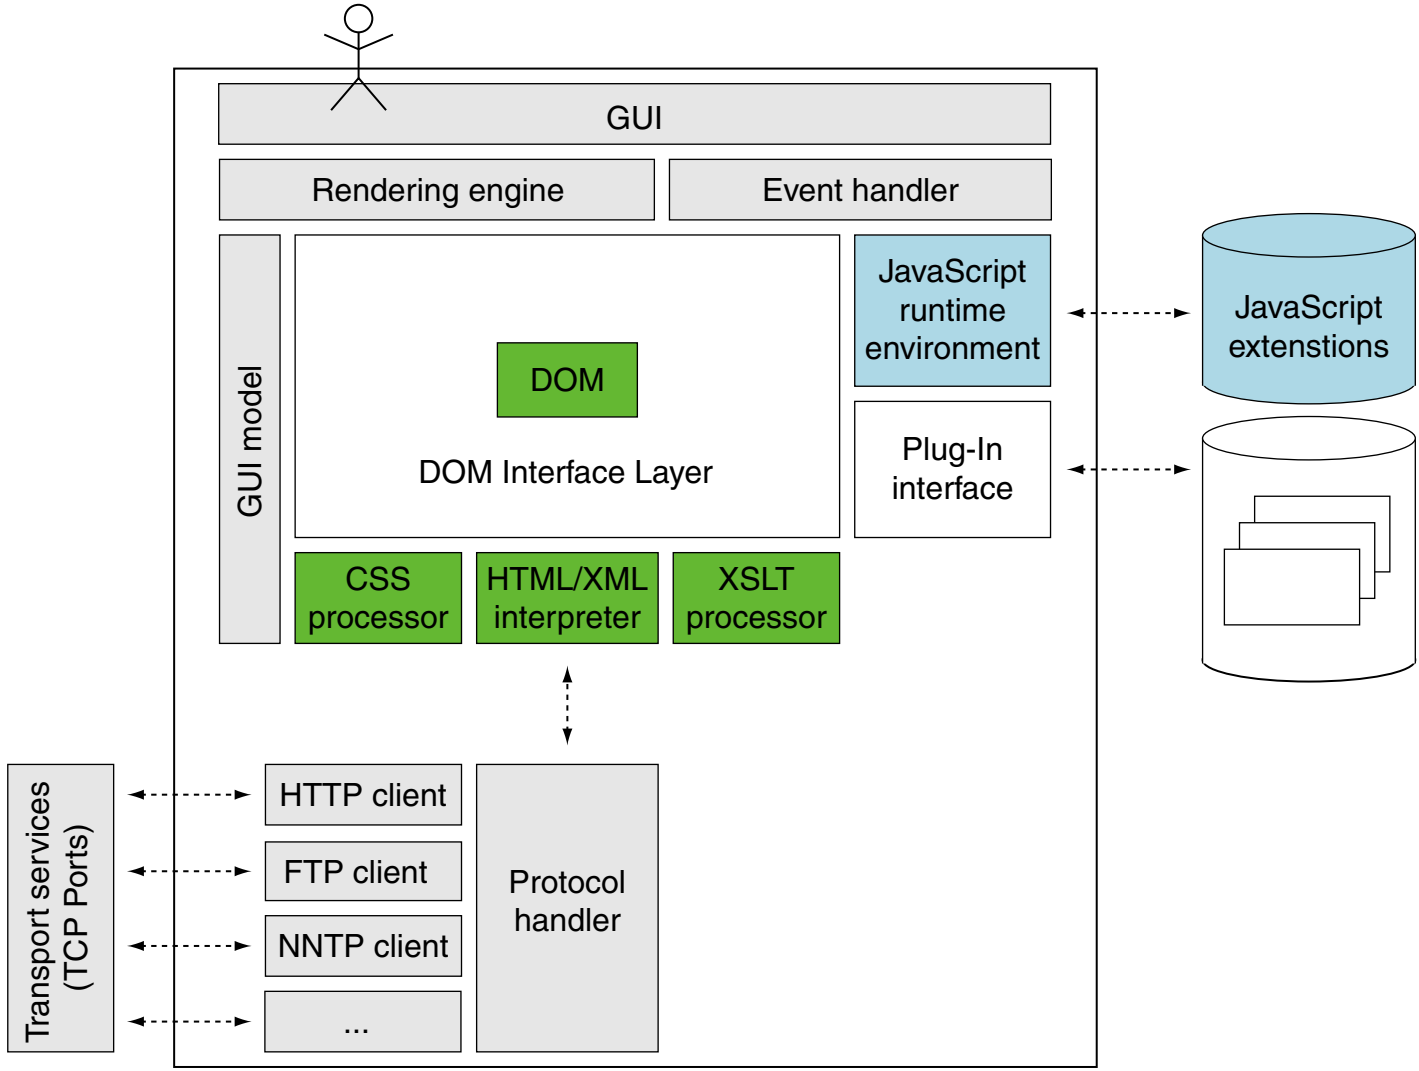 GUI
Rendering engine
Event handler
GUI model
DOM
DOM Interface Layer
JavaScript
runtime
environment
JavaScript
extenstions
Plug-In
interface
CSS
processor
HTML/XML
interpreter
XSLT
processor
Transport services
(TCP Ports)
HTTP client
FTP client
NNTP client
...
Protocol
handler